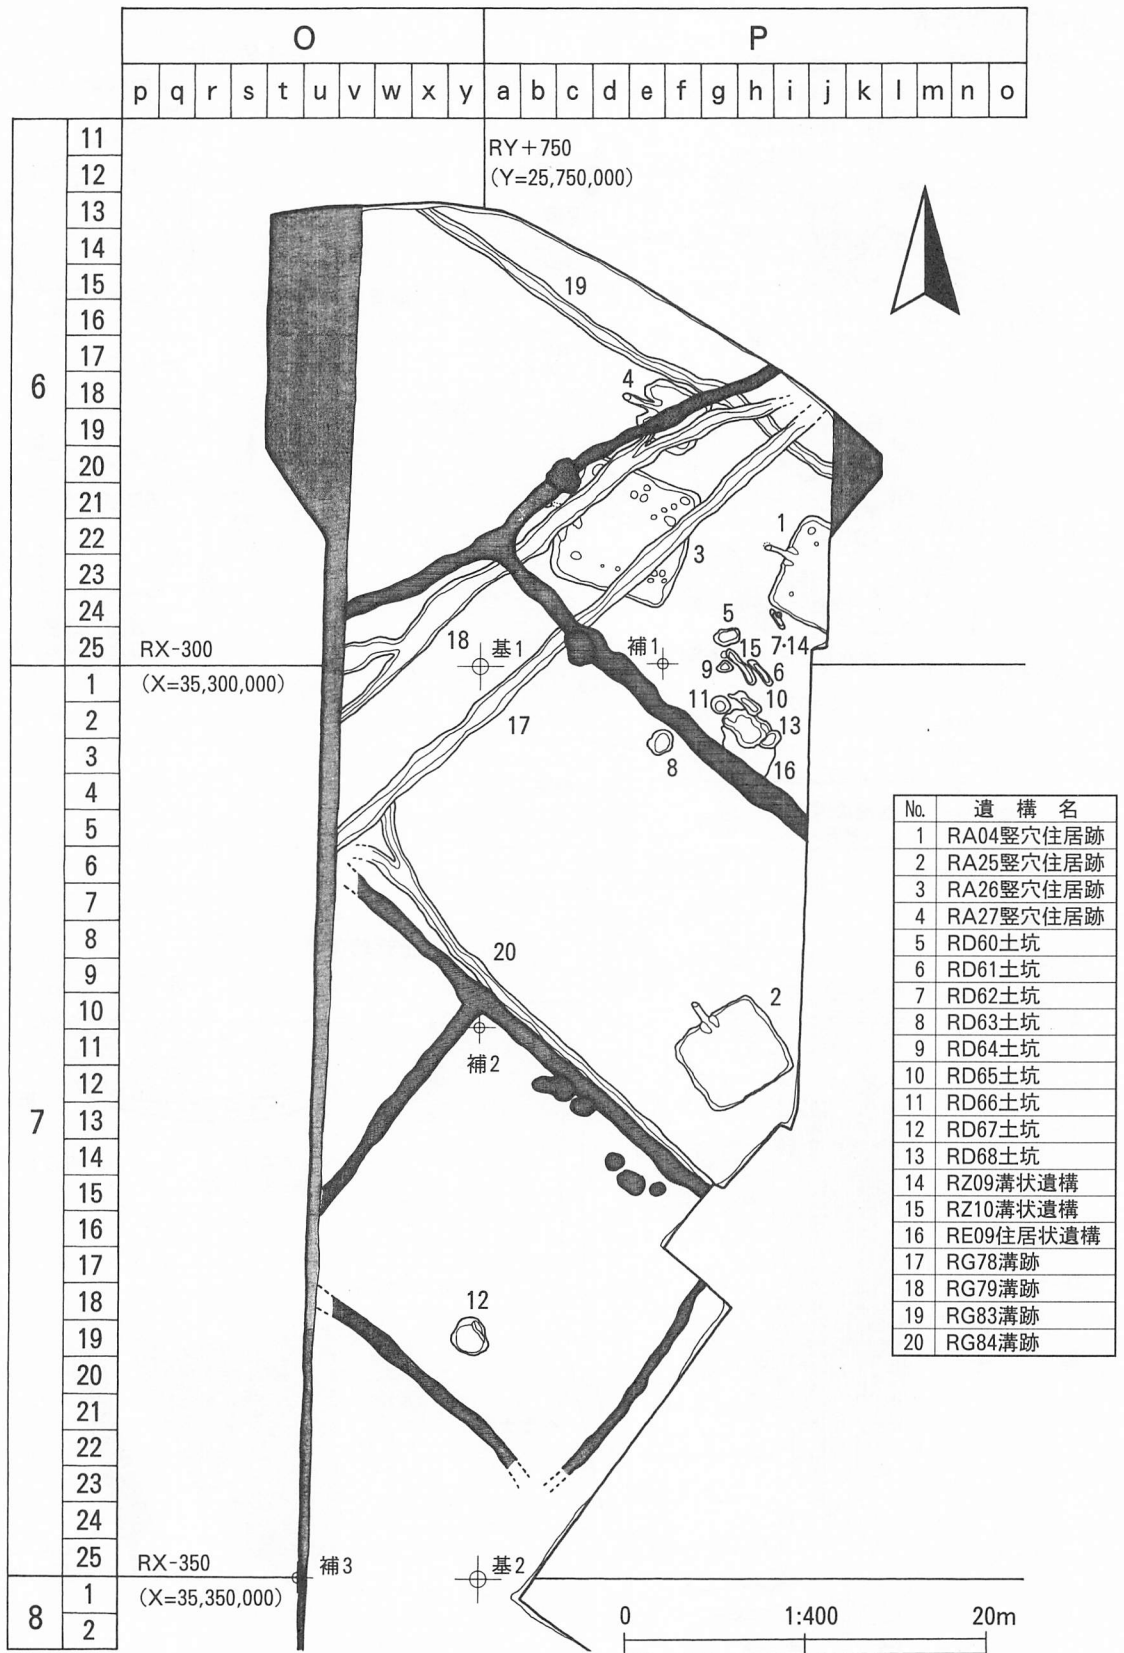 O P
p q r s t u v w x y a b c d e f g h i j k l m n o
RY+750
(Y=25,750,000)
6
11
12
13
14
15
16
17
18
19
20
21
22
23
24
25
19
4
3
1
5
7・14
15
9
6
11
10
13
16
8
18
基1
補1
17
RX-300
(X=35,300,000)
7
1
2
3
4
5
6
7
8
9
10
11
12
13
14
15
16
17
18
19
20
21
22
23
24
25
20
2
補2
12
No. 遺構名
1 RA04竪穴住居跡
2 RA25竪穴住居跡
3 RA26竪穴住居跡
4 RA27竪穴住居跡
5 RD60土坑
6 RD61土坑
7 RD62土坑
8 RD63土坑
9 RD64土坑
10 RD65土坑
11 RD66土坑
12 RD67土坑
13 RD68土坑
14 RZ09溝状遺構
15 RZ10溝状遺構
16 RE09住居状遺構
17 RG78溝跡
18 RG79溝跡
19 RG83溝跡
20 RG84溝跡
RX-350
補3
基2
(X=35,350,000)
8
1
2
0 1:400 20m